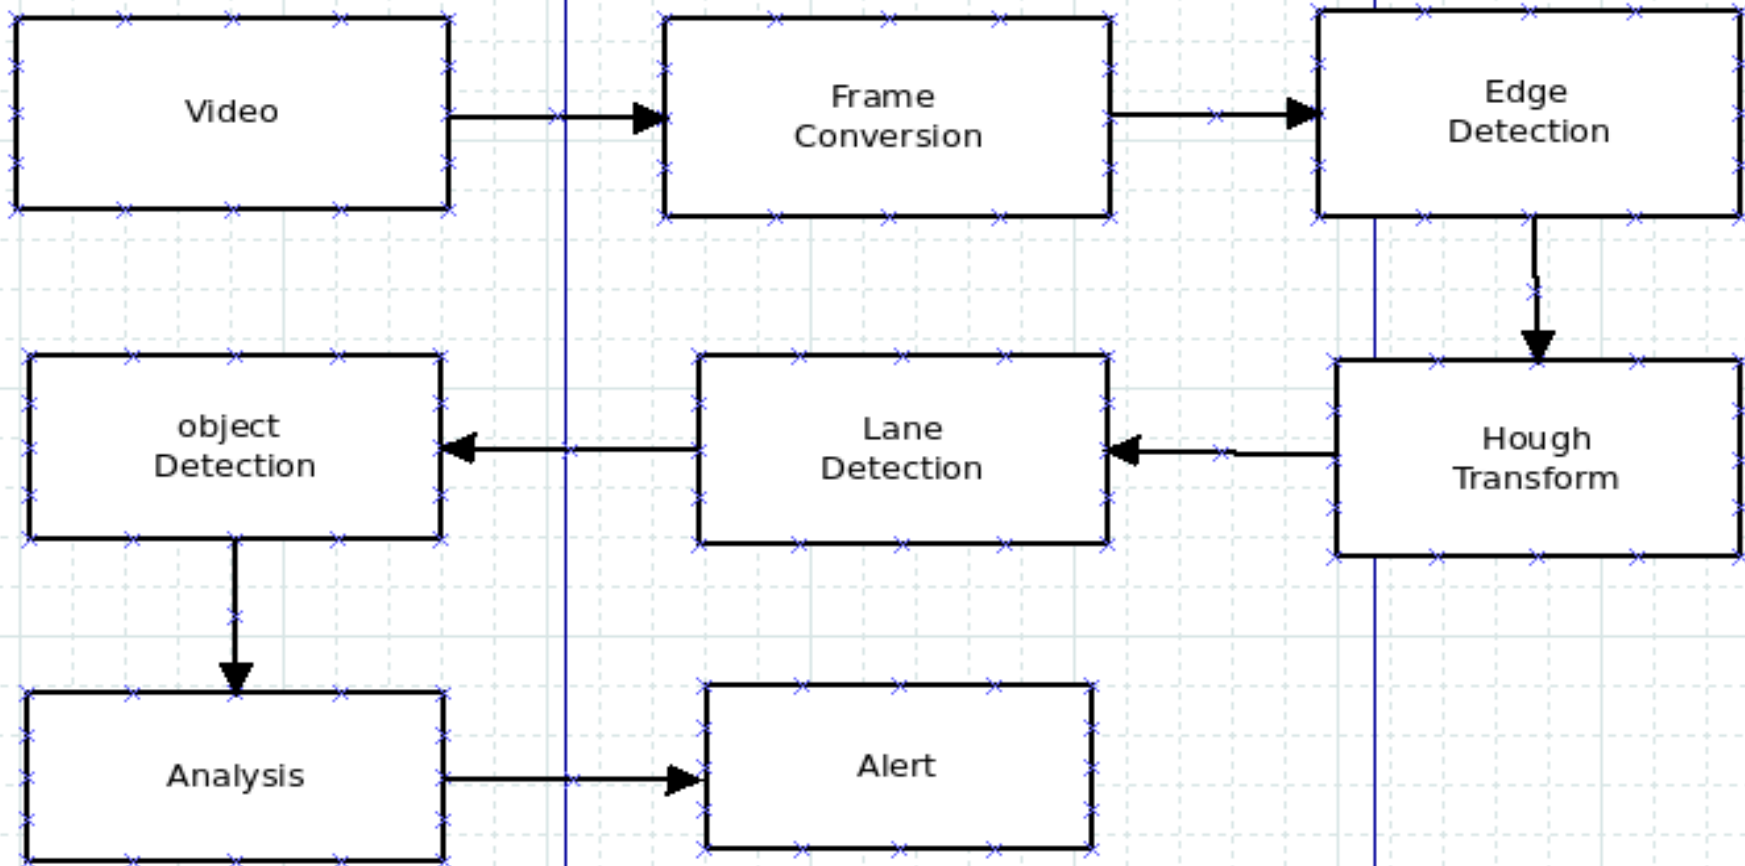 Video
Frame
Conversion
Edge
Detection
object
Detection
Lane
Detection
Hough
Transform
Analysis
Alert